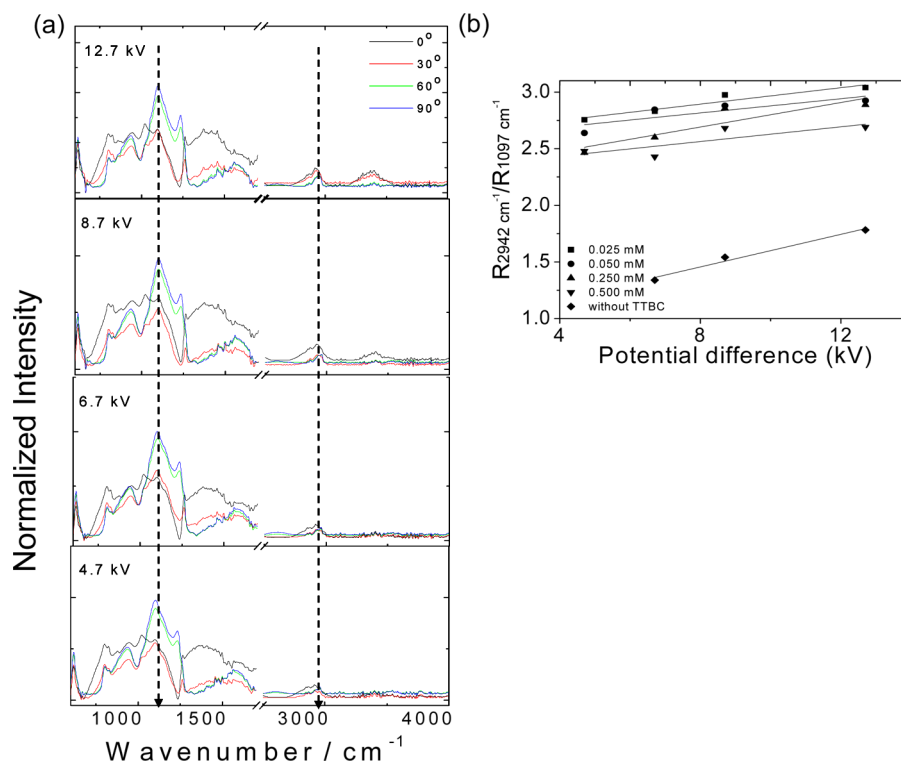 (a)
12.7 kV
0°
30°
60°
90°
8.7 kV
6.7 kV
4.7 kV
Normalized Intensity
1000 1500 3000 4000
Wavenumber / cm⁻¹
(b)
R2942 cm⁻¹/R1097 cm⁻¹
3.0
2.5
2.0
1.5
1.0
0.025 mM
0.050 mM
0.250 mM
0.500 mM
without TTBC
4 8 12
Potential difference (kV)